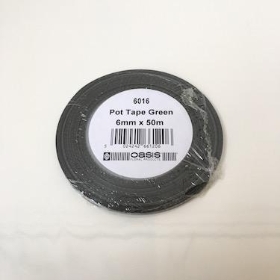 6016
Pot Tape Green
6mm x 50m
OASIS